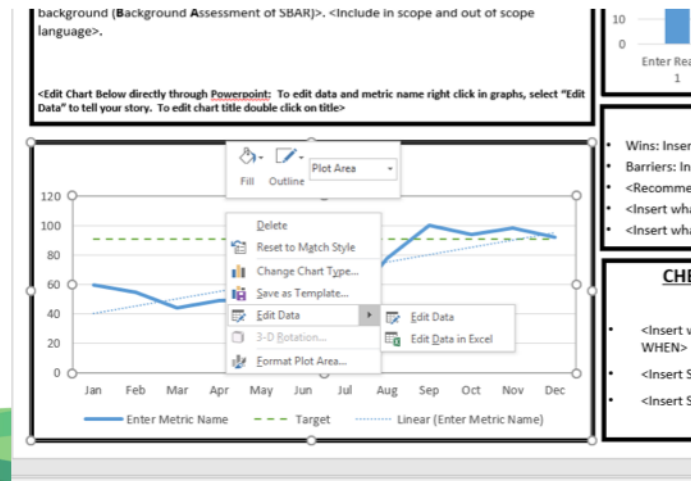 background (Background Assessment of SBAR)>. <Include in scope and out of scope
language>.
<Edit Chart Below directly through Powerpoint: To edit data and metric name right click in graphs, select “Edit
Data” to tell your story. To edit chart title double click on title>
10
0
Enter Rea
1
Wins: Inser
Barriers: In
<Recomme
<Insert wha
<Insert wha
CHE
<Insert w
WHEN>
<Insert S
<Insert S
Fill
Outline
Plot Area
Delete
Reset to Match Style
Change Chart Type...
Save as Template...
Edit Data
3-D Rotation...
Format Plot Area...
Edit Data
Edit Data in Excel
120
100
80
60
40
20
0
Jan Feb Mar Apr May Jun Jul Aug Sep Oct Nov Dec
Enter Metric Name Target Linear (Enter Metric Name)